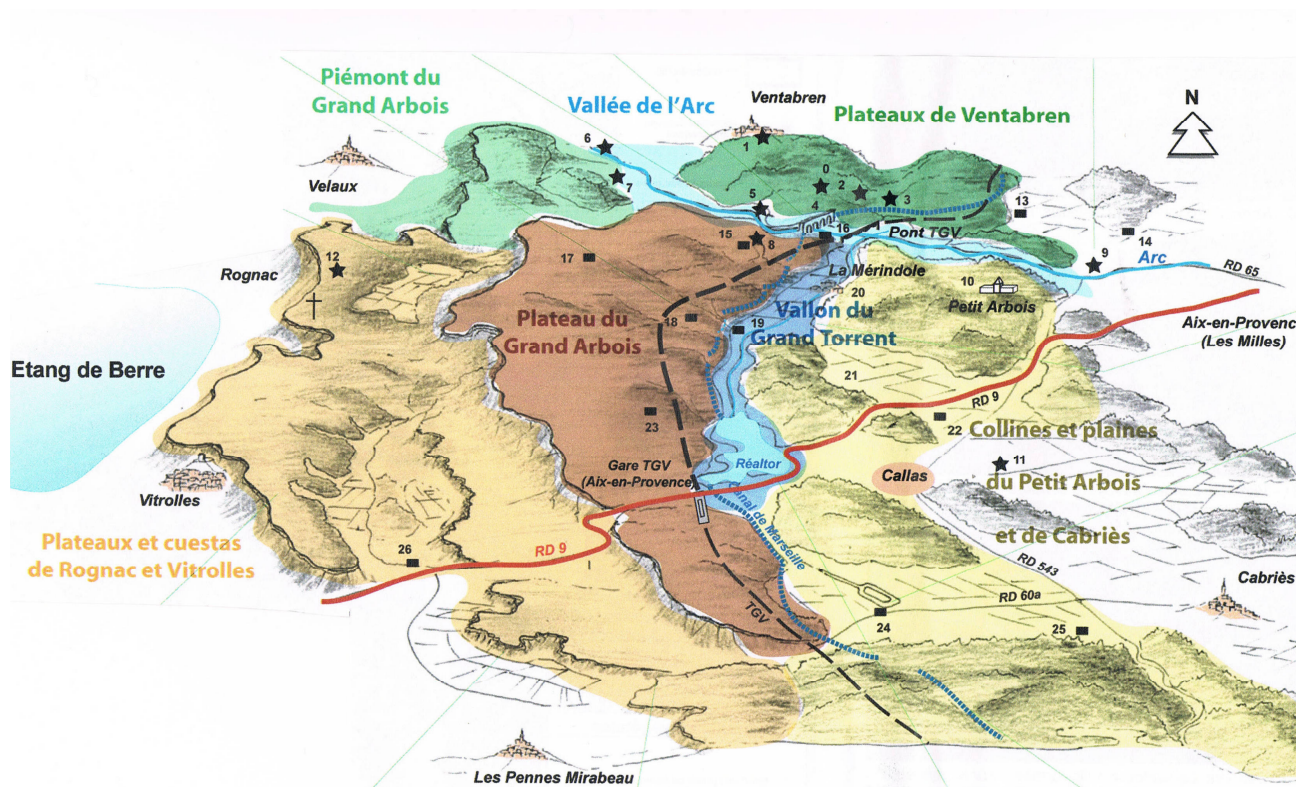 Piémont du
Grand Arbois
Vallée de l'Arc
Ventabren
Plateaux de Ventabren
N
Velaux
6
7
1
0
2
3
4
5
13
14
9
Arc
RD 65
Pont TGV
16
15
8
17
12
Rognac
La Mérindole
20
10
Petit Arbois
Vallon du
Grand Torrent
Plateau du
Grand Arbois
18
19
Aix-en-Provenc
(Les Milles)
Etang de Berre
21
RD 9
22
23
Collines et plaines
du Petit Arbois
et de Cabriès
11
Callas
Réaltor
Gare TGV
(Aix-en-Provence)
Canal de Marseille
Vitrolles
Plateaux et cuestas
de Rognac et Vitrolles
26
RD 9
RD 543
RD 60a
Cabriès
TGV
24
25
Les Pennes Mirabeau